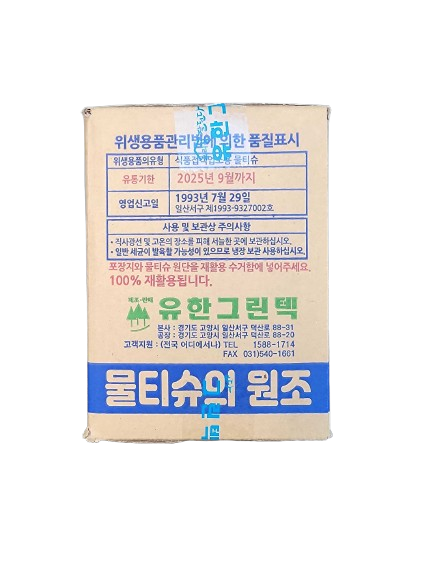 위생용품관리법에 의한 품질표시
위생용품의유형 식품접객업소용 물티슈
유통기한 2025년 9월까지
영업신고일 1993년 7월 29일
일산서구 제1993-9327002호
사용 및 보관상 주의사항
• 직사광선 및 고온의 장소를 피해 서늘한 곳에 보관하십시오.
• 일반 세균이 발육할 가능성이 있으므로 냉장 보관 사용하십시오.
포장지와 물티슈 원단을 재활용 수거함에 넣어주세요.
100% 재활용됩니다.
제조·판매
유한그린텍
본사 : 경기도 고양시 일산서구 덕산로 88-31
공장 : 경기도 고양시 일산서구 덕산로 88-20
고객지원 : (전국 어디에서나) TEL 1588-1714
FAX 031)540-1601
물티슈의 원조